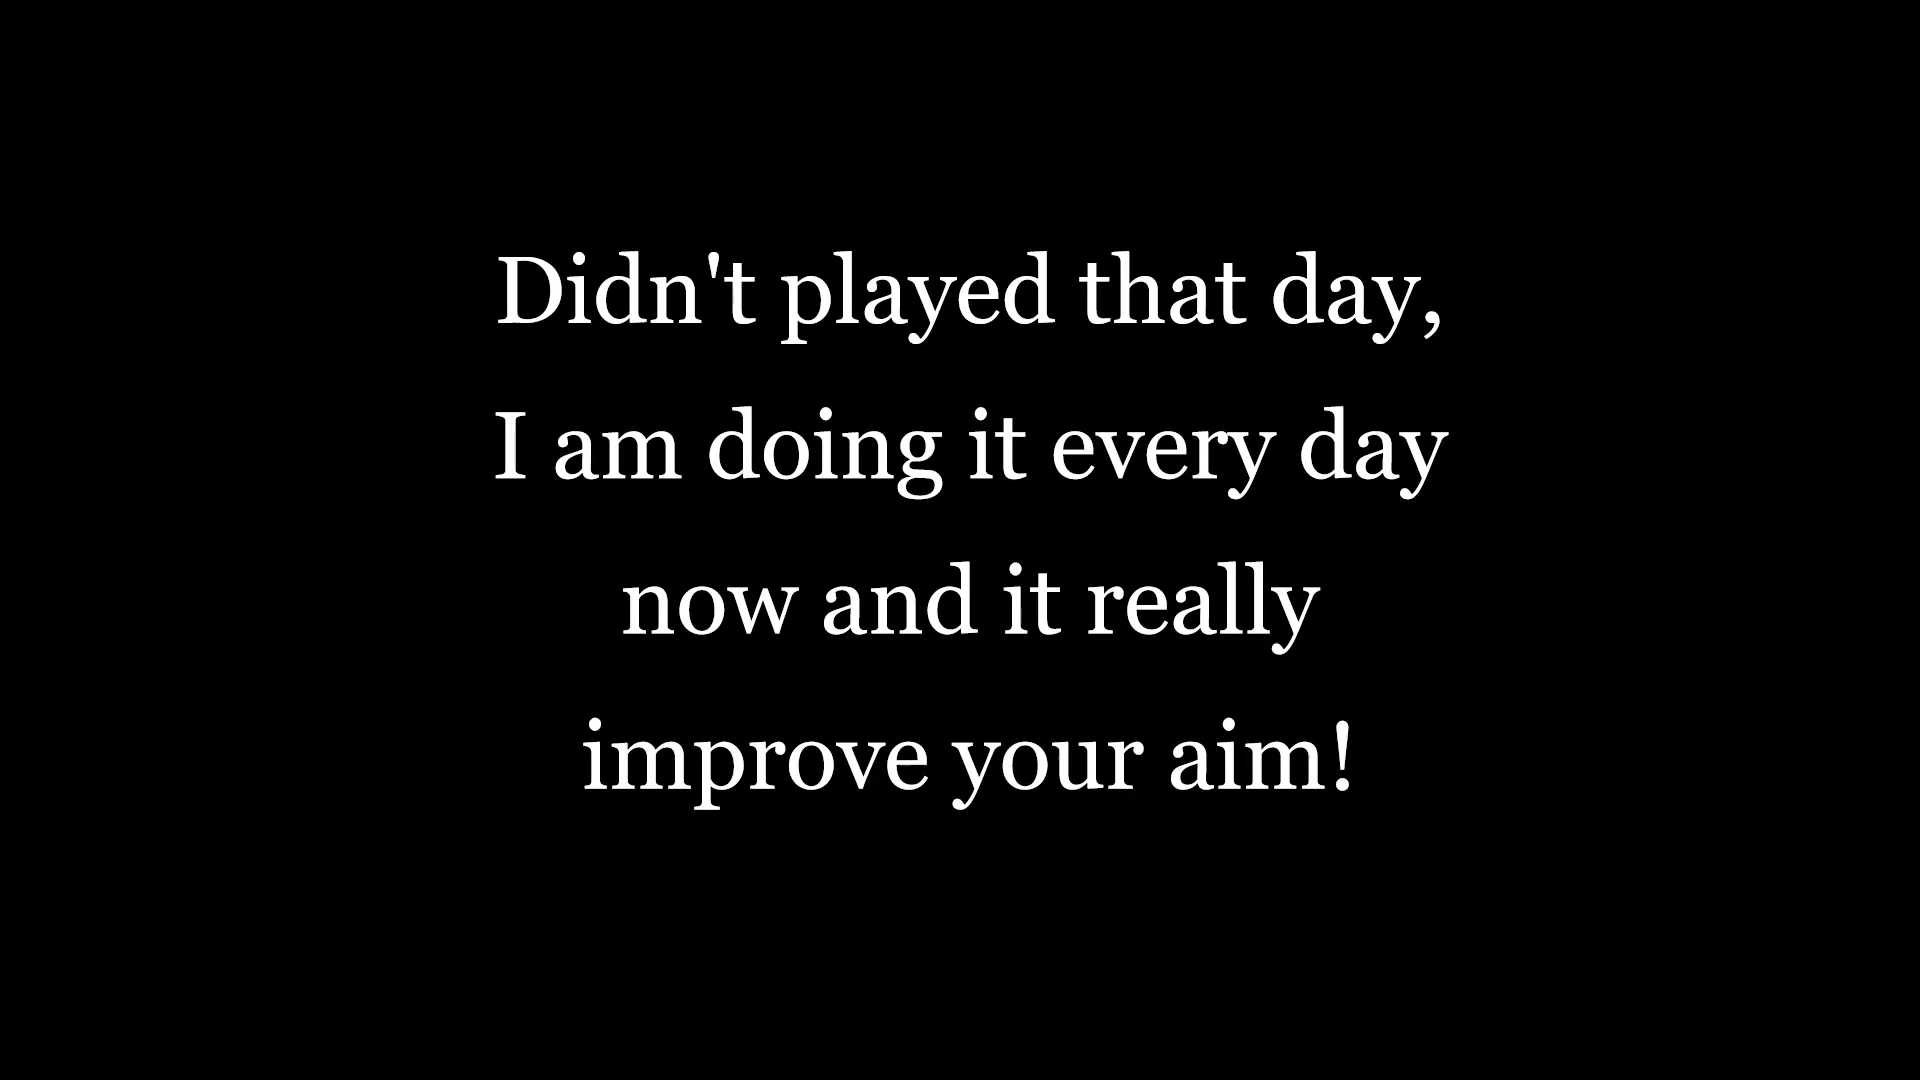 Didn't played that day,
I am doing it every day
now and it really
improve your aim!